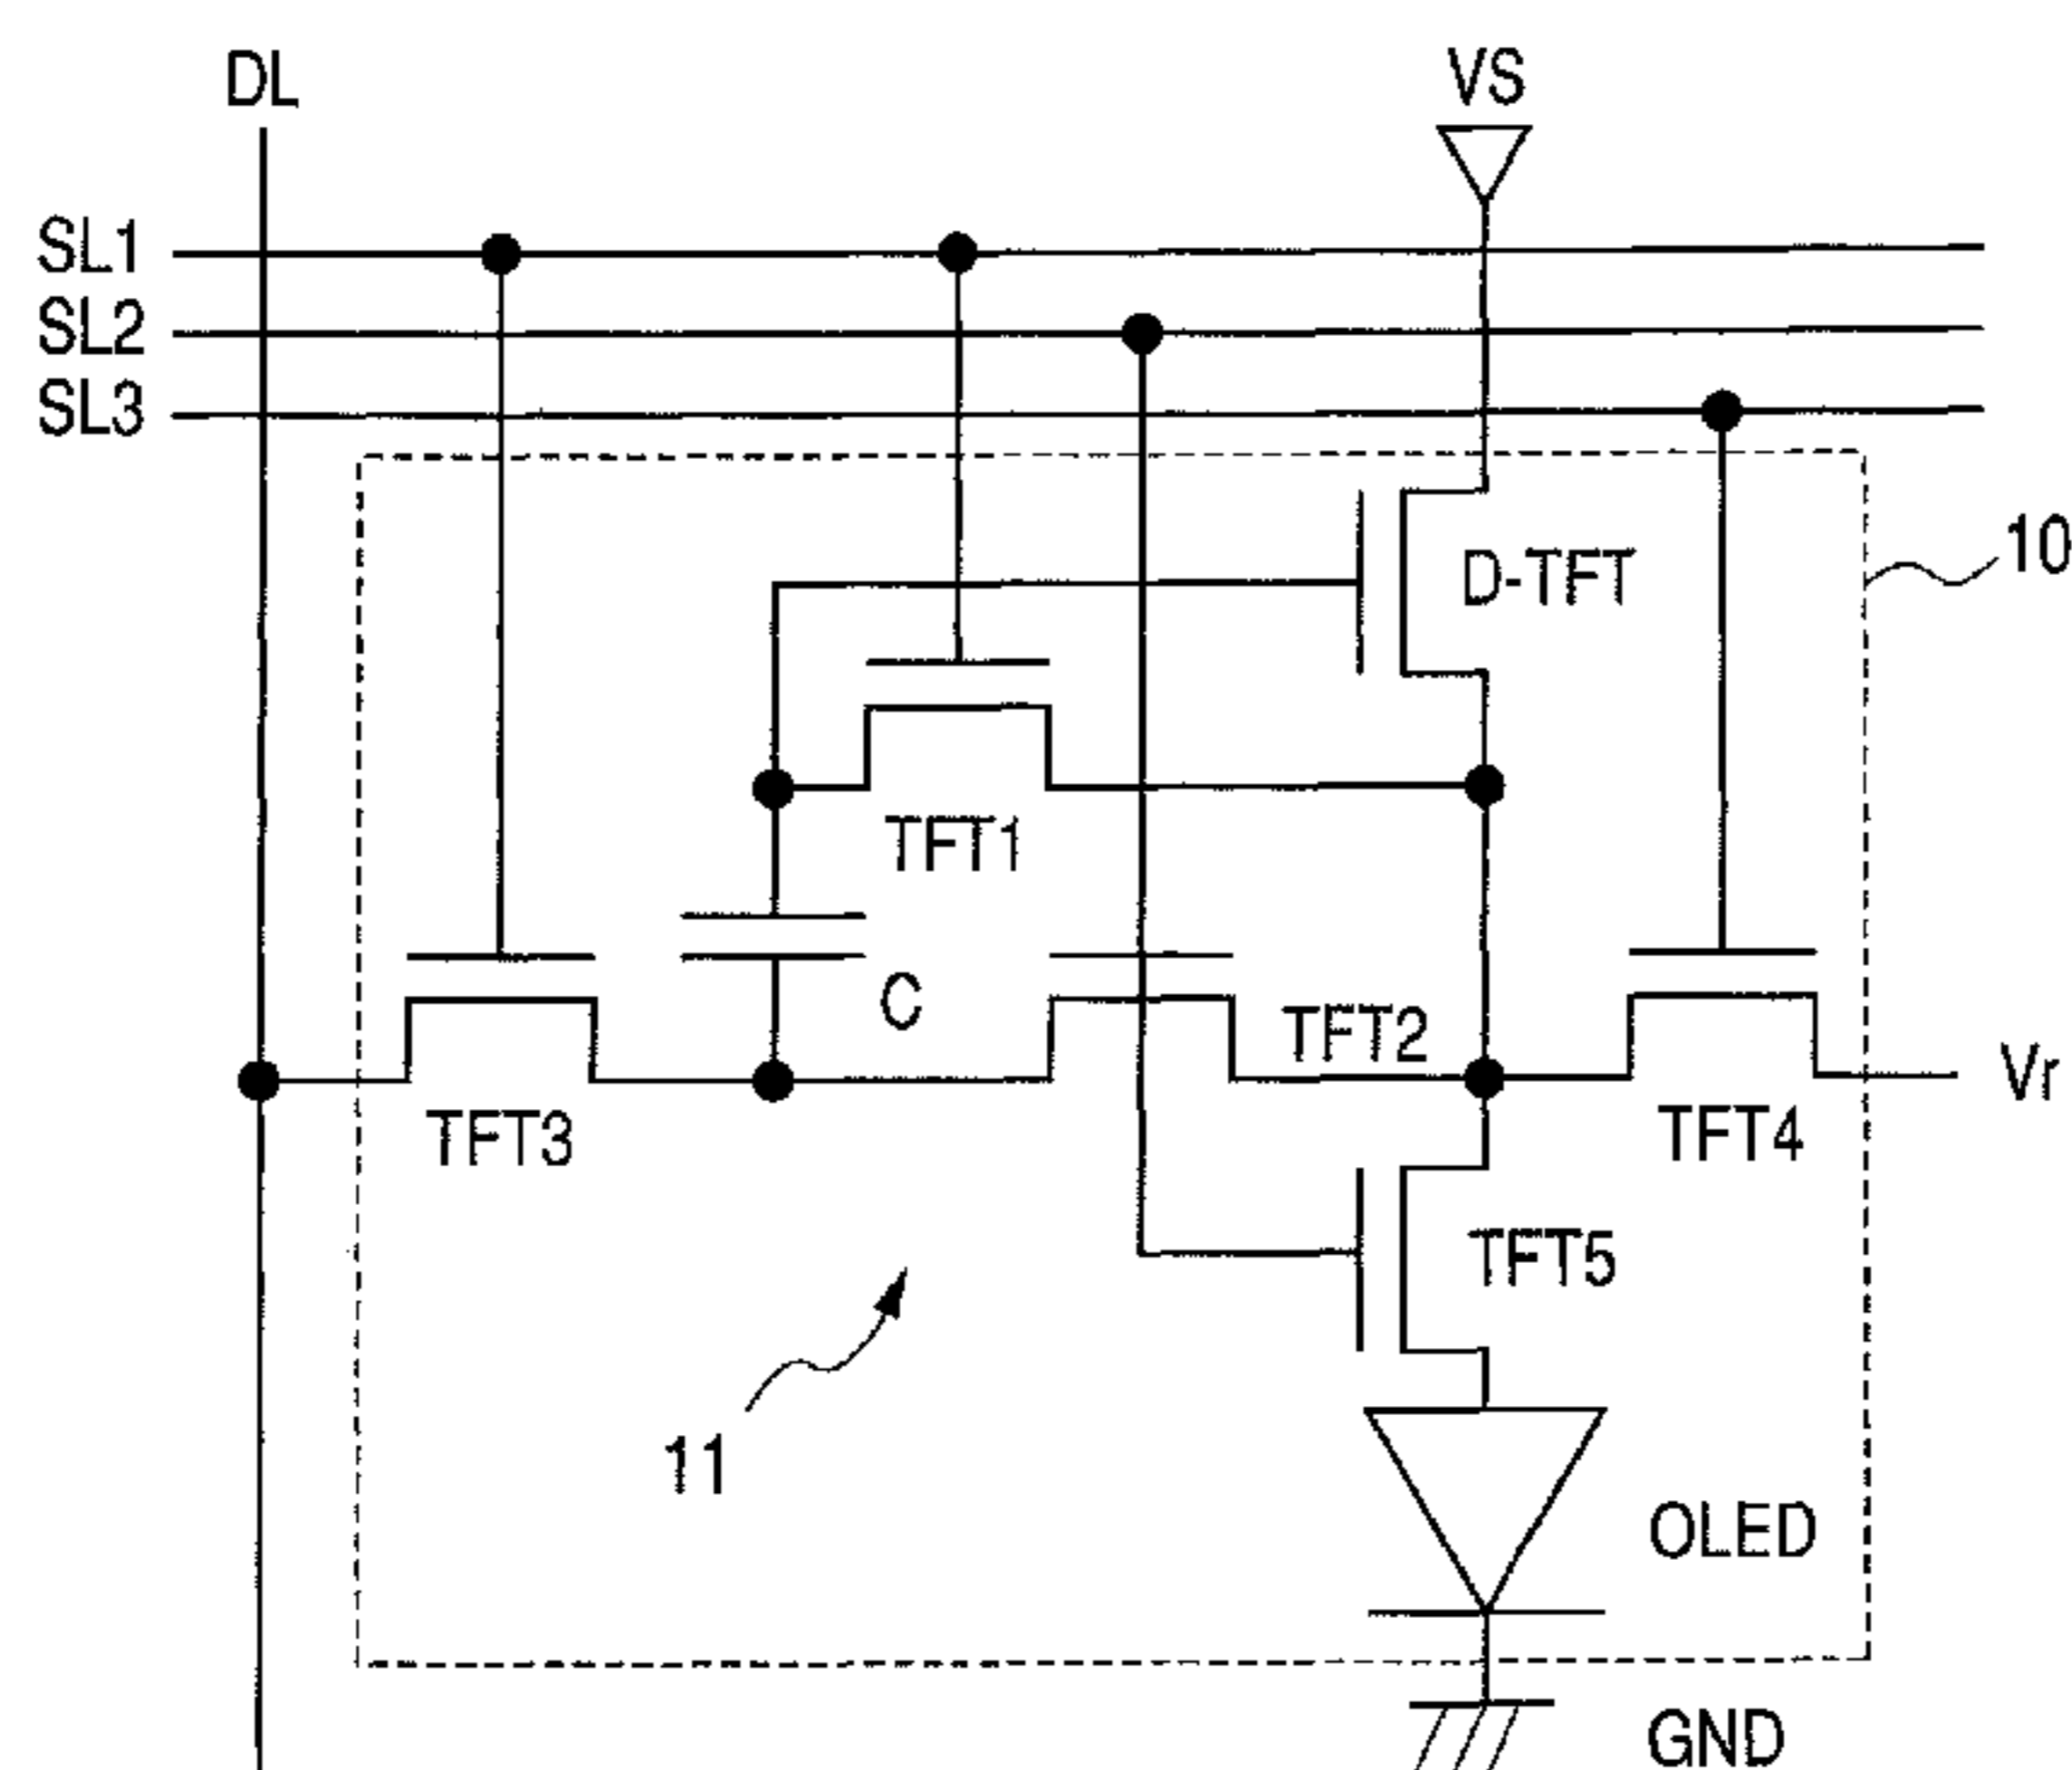 DL
VS
SL1
SL2
SL3
D-TFT
10
TFT1
C
TFT2
Vr
TFT3
TFT4
TFT5
11
OLED
GND